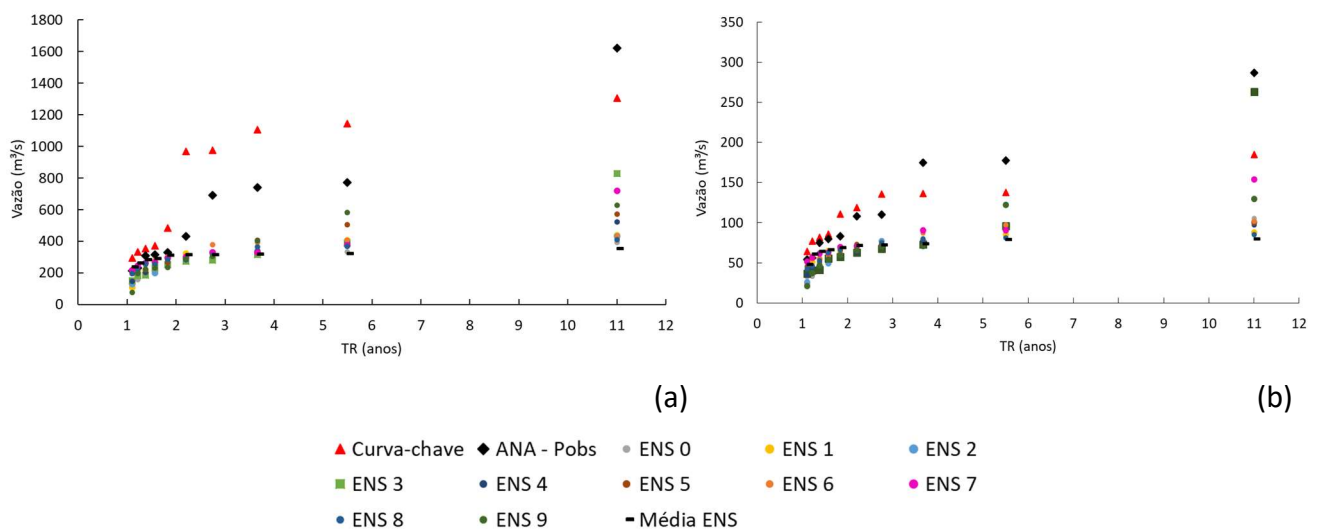 1800
1600
1400
1200
1000
800
600
400
200
0
Vazão (m³/s)
0 1 2 3 4 5 6 7 8 9 10 11 12
TR (anos)
(a)
350
300
250
200
150
100
50
0
Vazão (m³/s)
0 1 2 3 4 5 6 7 8 9 10 11 12
TR (anos)
(b)
Curva-chave ANA - Pobs ENS 0 ENS 1 ENS 2
ENS 3 ENS 4 ENS 5 ENS 6 ENS 7
ENS 8 ENS 9 Média ENS